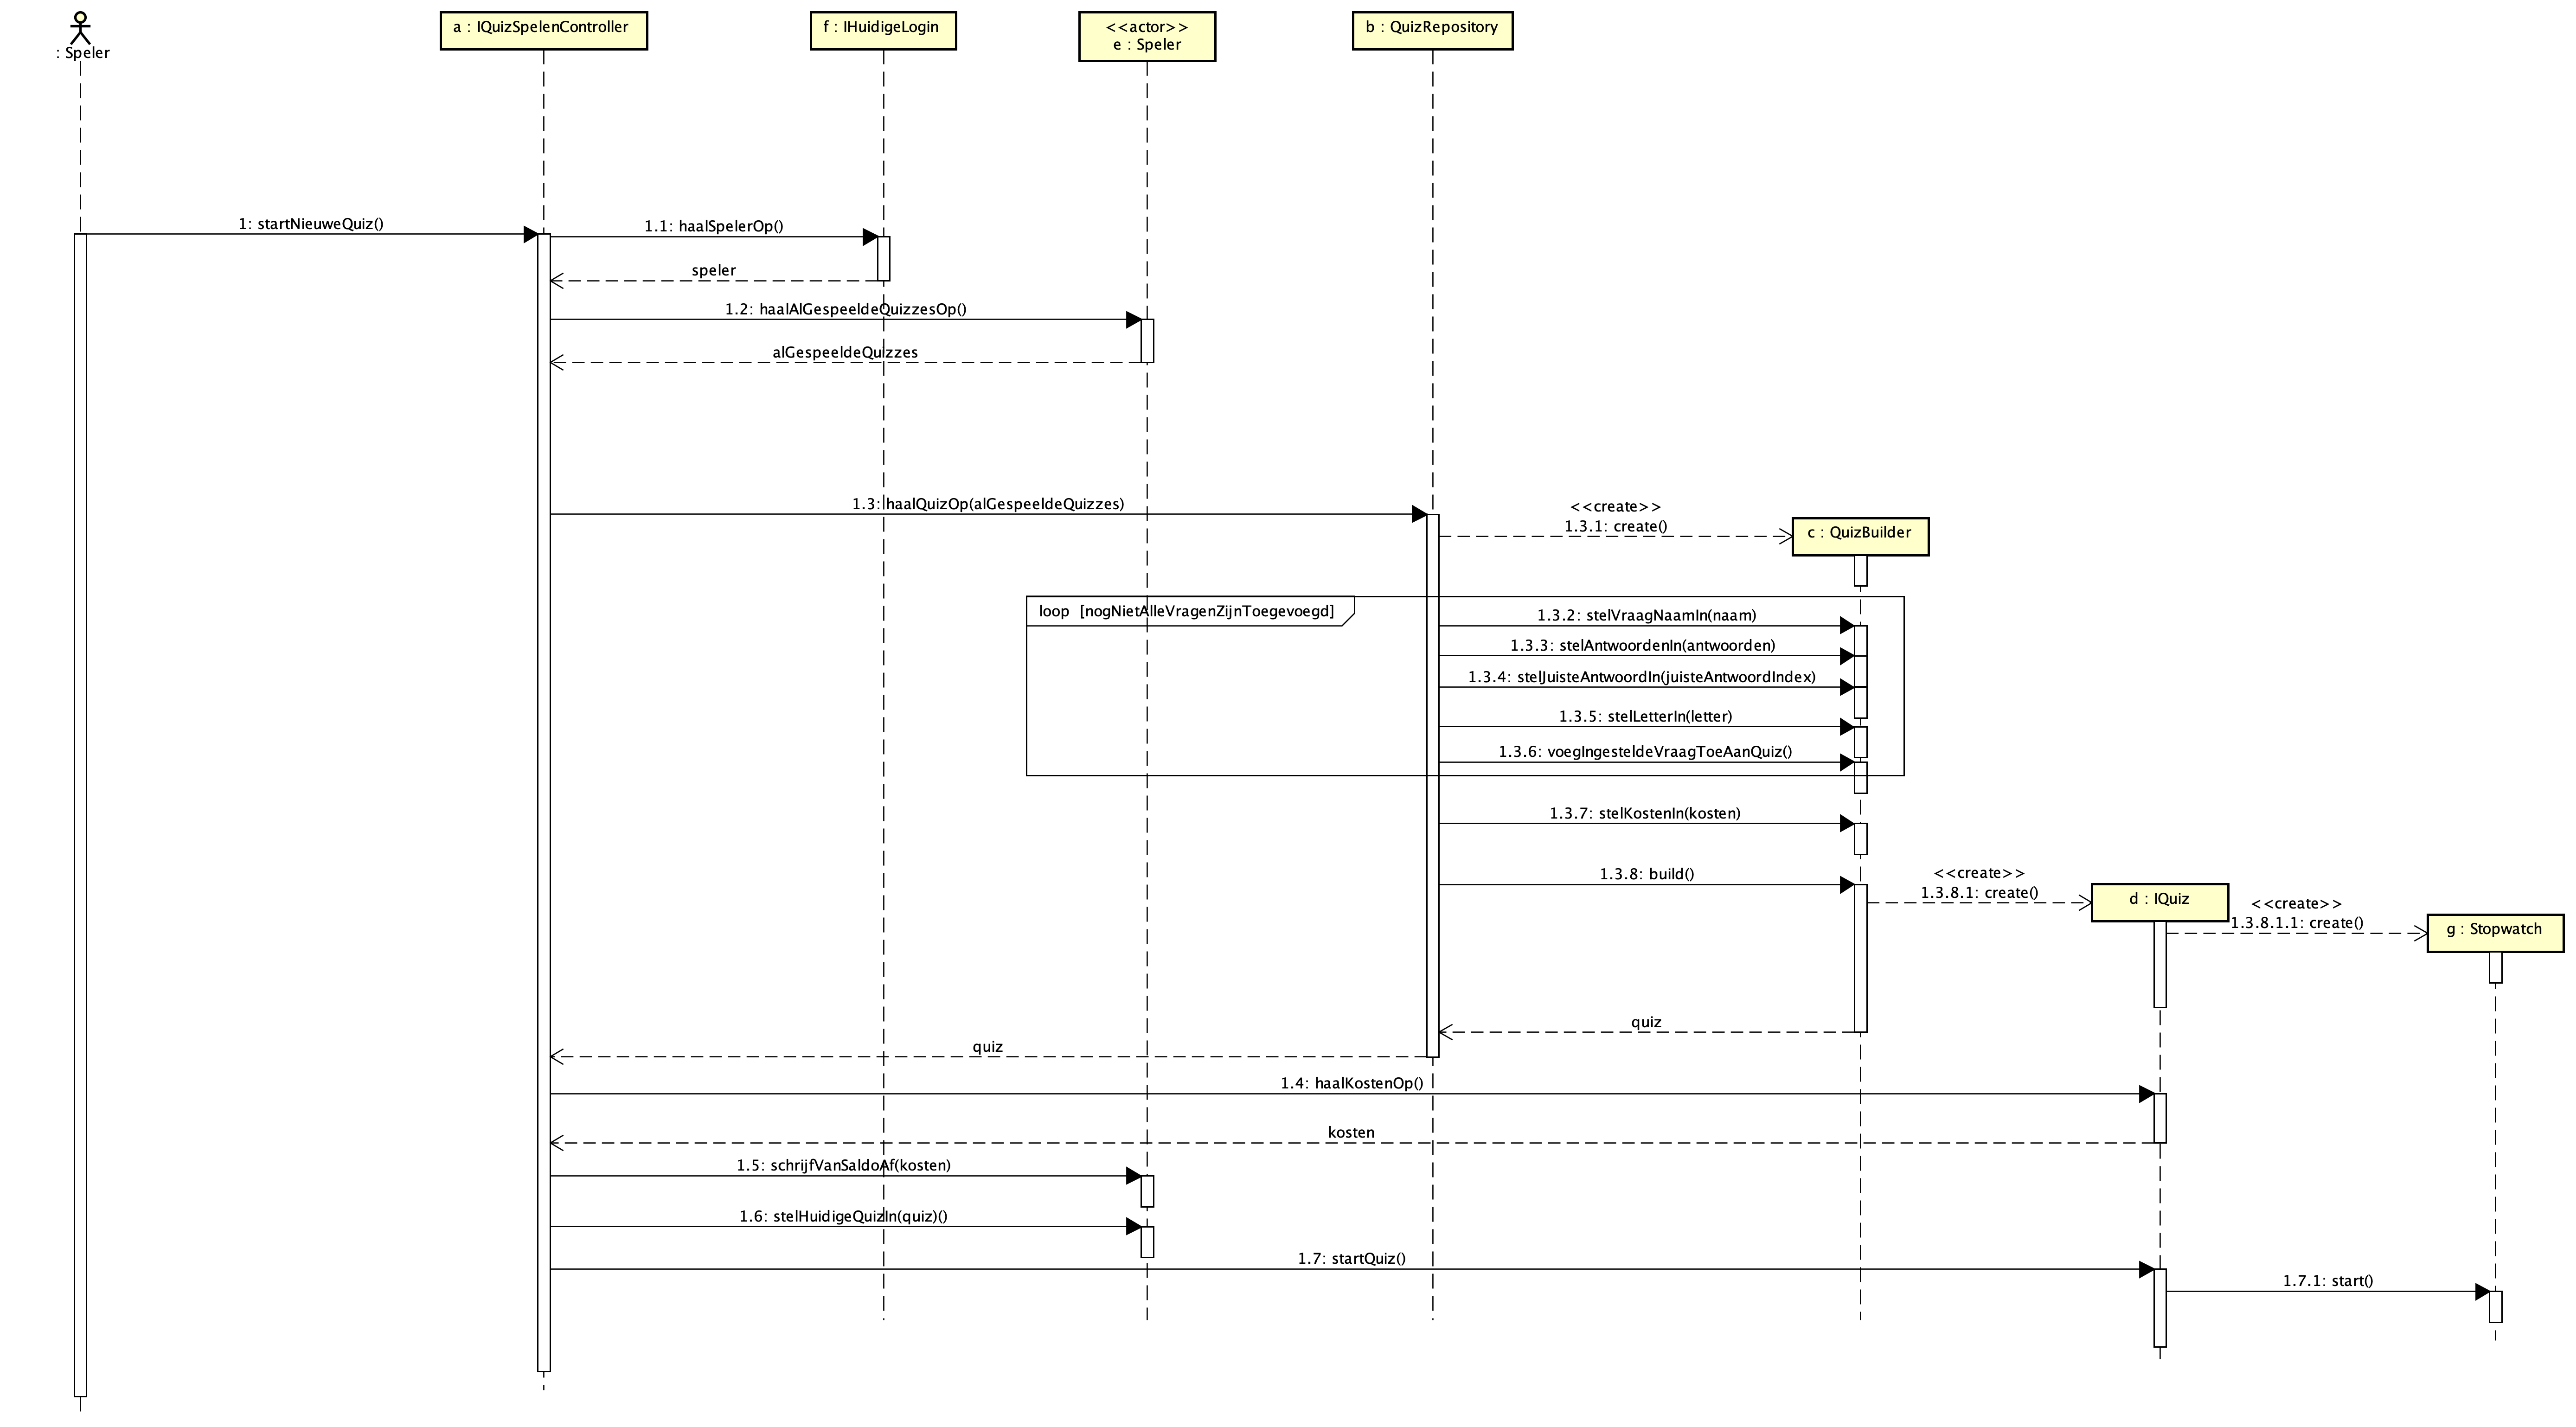 : Speler
a : IQuizSpelenController
f : IHuidigeLogin
<<actor>>
e : Speler
b : QuizRepository
1: startNieuweQuiz()
1.1: haalSpelerOp()
speler
1.2: haalAlGespeeldeQuizzesOp()
alGespeeldeQuizzes
1.3: haalQuizOp(alGespeeldeQuizzes)
<<create>>
1.3.1: create()
c : QuizBuilder
loop [nogNietAlleVragenZijnToegevoegd]
1.3.2: stelVraagNaamIn(naam)
1.3.3: stelAntwoordenIn(antwoorden)
1.3.4: stelJuisteAntwoordIn(juisteAntwoordIndex)
1.3.5: stelLetterIn(letter)
1.3.6: voegIngesteldeVraagToeAanQuiz()
1.3.7: stelKostenIn(kosten)
1.3.8: build()
<<create>>
1.3.8.1: create()
d : IQuiz
<<create>>
1.3.8.1.1: create()
g : Stopwatch
quiz
quiz
1.4: haalKostenOp()
kosten
1.5: schrijfVanSaldoAf(kosten)
1.6: stelHuidigeQuizIn(quiz)()
1.7: startQuiz()
1.7.1: start()